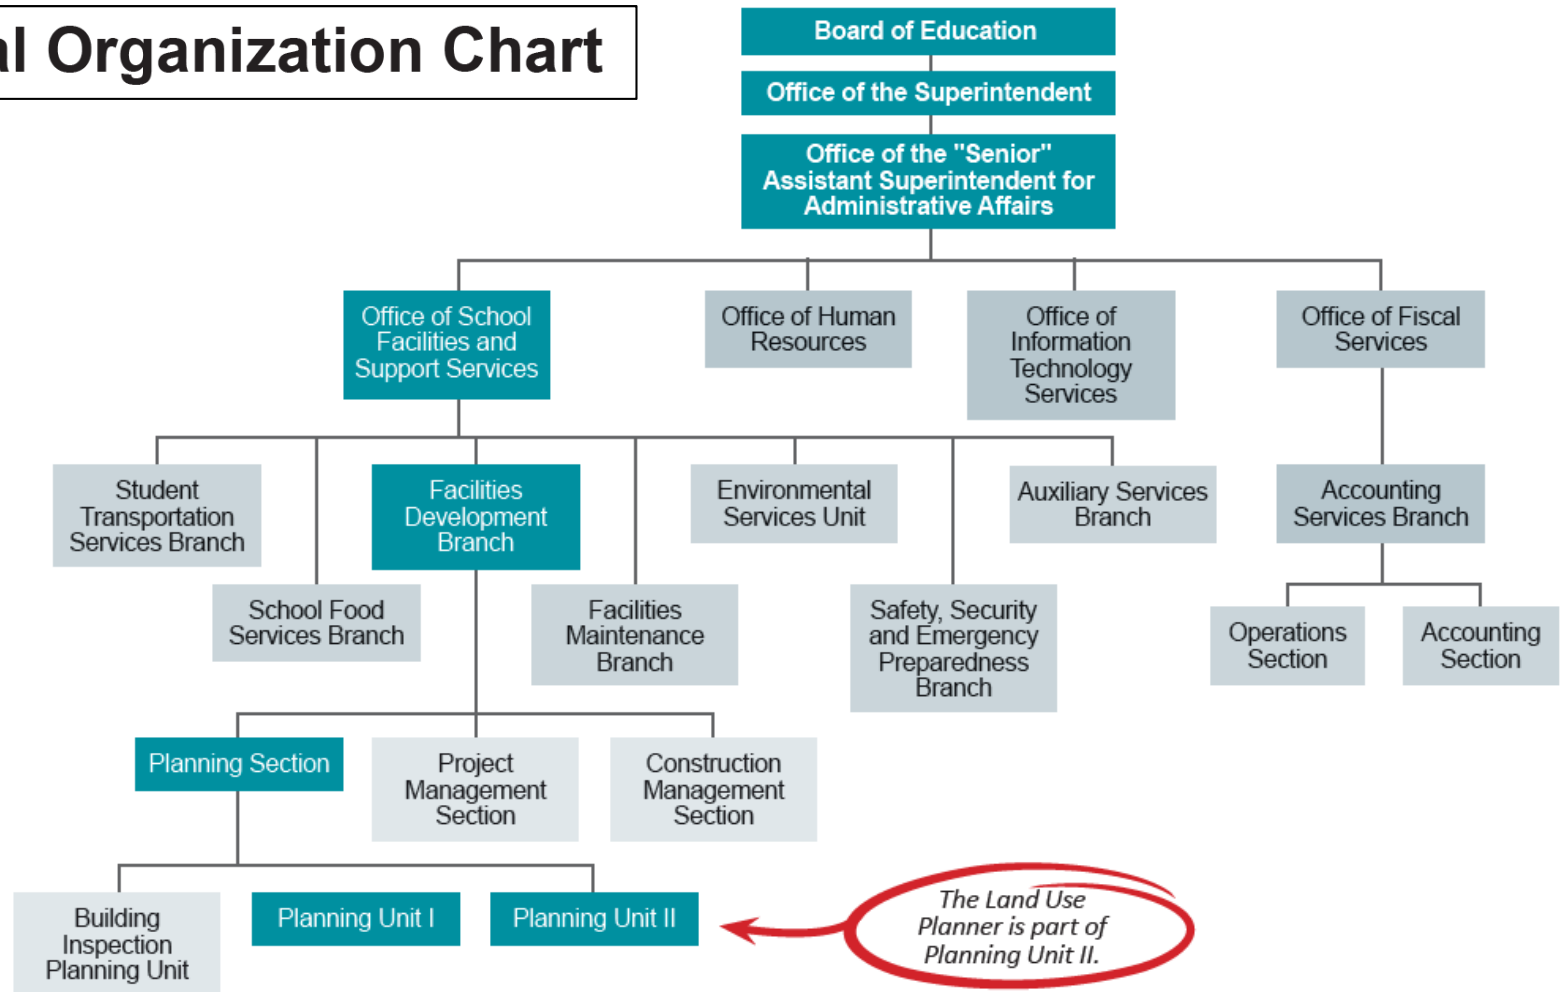 al Organization Chart
Board of Education
Office of the Superintendent
Office of the "Senior"
Assistant Superintendent for
Administrative Affairs
Office of School
Facilities and
Support Services
Office of Human
Resources
Office of
Information
Technology
Services
Office of Fiscal
Services
Student
Transportation
Services Branch
Facilities
Development
Branch
Environmental
Services Unit
Auxiliary Services
Branch
Accounting
Services Branch
School Food
Services Branch
Facilities
Maintenance
Branch
Safety, Security
and Emergency
Preparedness
Branch
Operations
Section
Accounting
Section
Planning Section
Project
Management
Section
Construction
Management
Section
Building
Inspection
Planning Unit
Planning Unit I
Planning Unit II
The Land Use
Planner is part of
Planning Unit II.